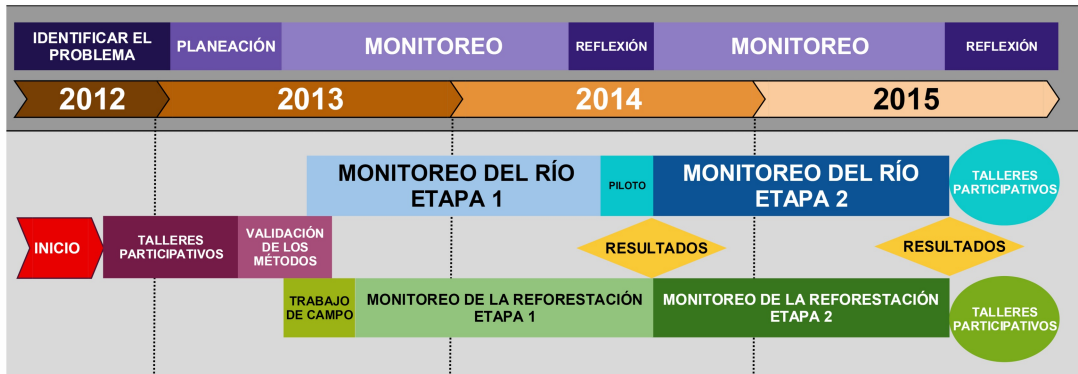 IDENTIFICAR EL
PROBLEMA
PLANEACIÓN
MONITOREO
REFLEXIÓN
MONITOREO
REFLEXIÓN
2012
2013
2014
2015
MONITOREO DEL RÍO
ETAPA 1
PILOTO
MONITOREO DEL RÍO
ETAPA 2
TALLERES
PARTICIPATIVOS
INICIO
TALLERES
PARTICIPATIVOS
VALIDACIÓN
DE LOS
MÉTODOS
RESULTADOS
RESULTADOS
TRABAJO
DE CAMPO
MONITOREO DE LA REFORESTACIÓN
ETAPA 1
MONITOREO DE LA REFORESTACIÓN
ETAPA 2
TALLERES
PARTICIPATIVOS